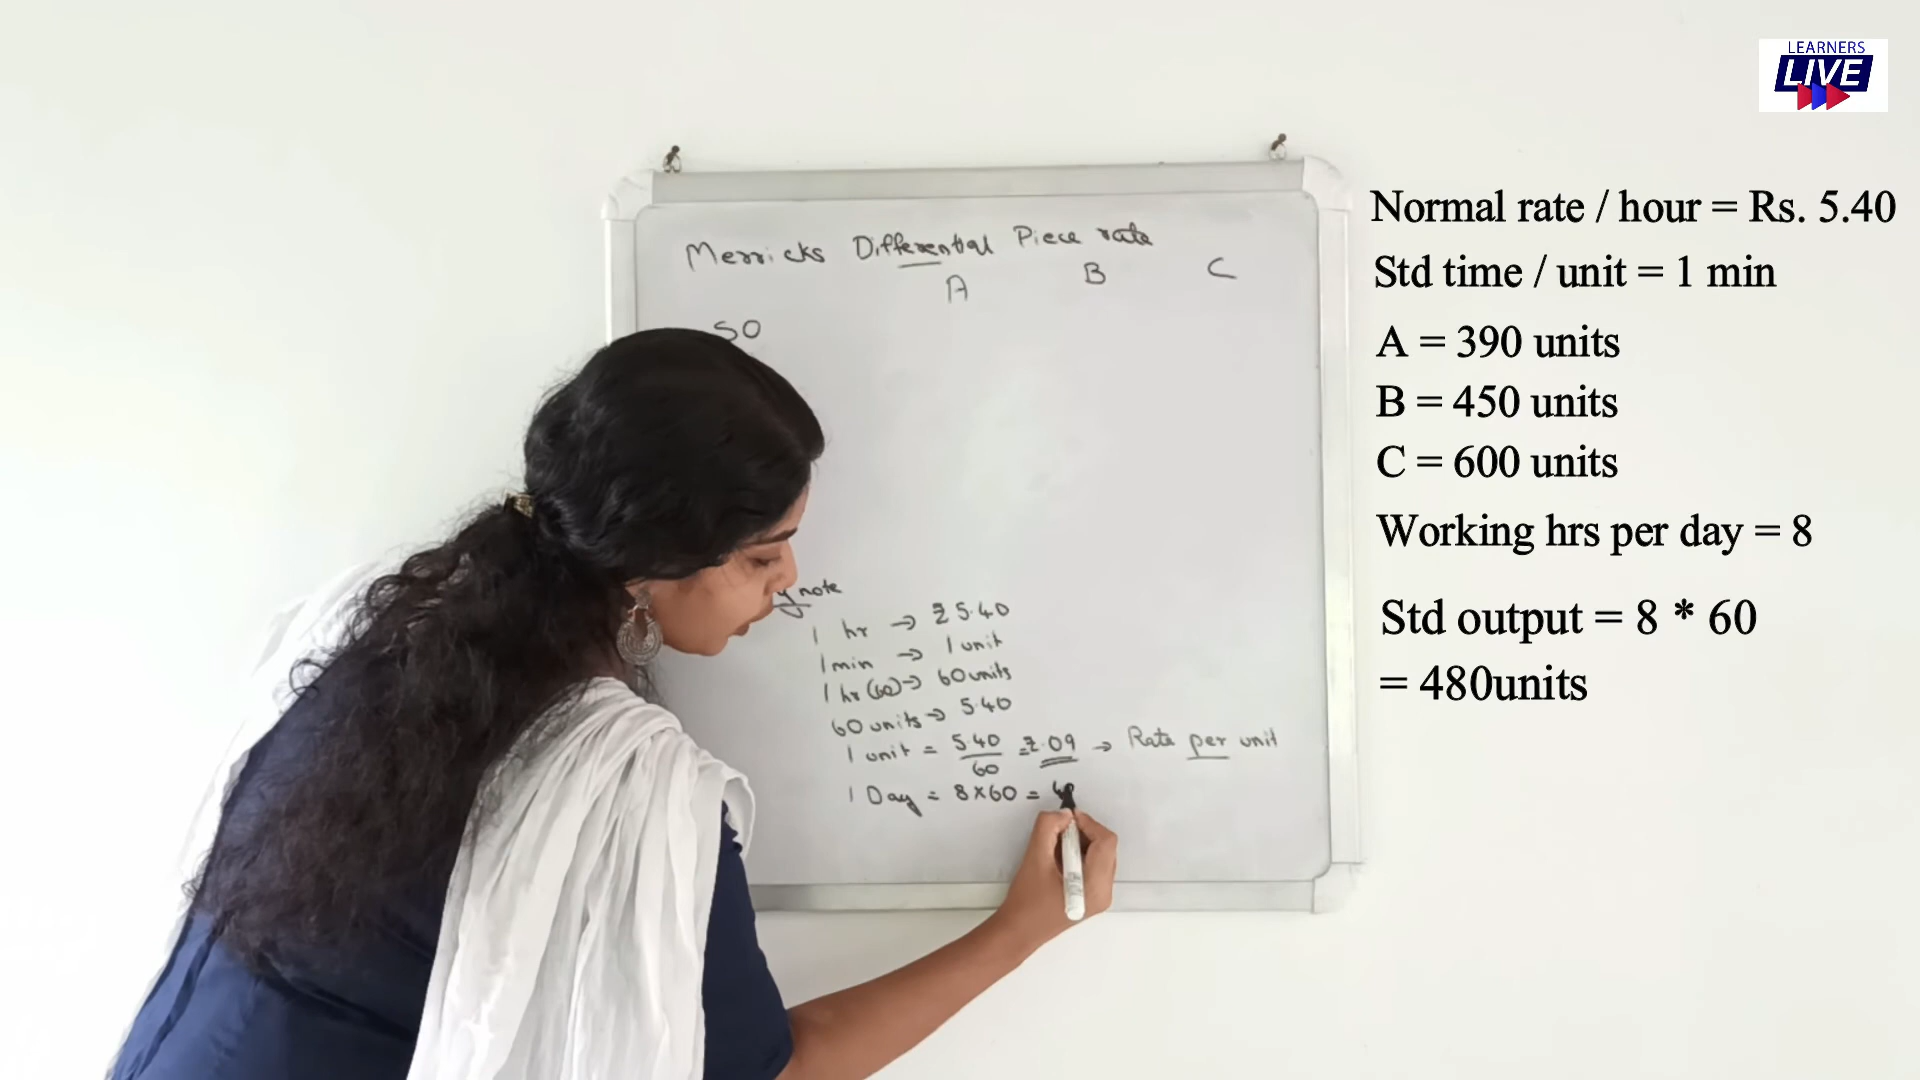 LEARNERS
LIVE
Merricks Differential Piece rate
A B C
SO
note
1 hr → ₹5.40
1 min → 1 unit
1 hr (60) → 60 units
60 units → 5.40
1 unit = 5.40/60 = ₹.09 → Rate per unit
1 Day = 8×60 =
Normal rate / hour = Rs. 5.40
Std time / unit = 1 min
A = 390 units
B = 450 units
C = 600 units
Working hrs per day = 8
Std output = 8 * 60
= 480units